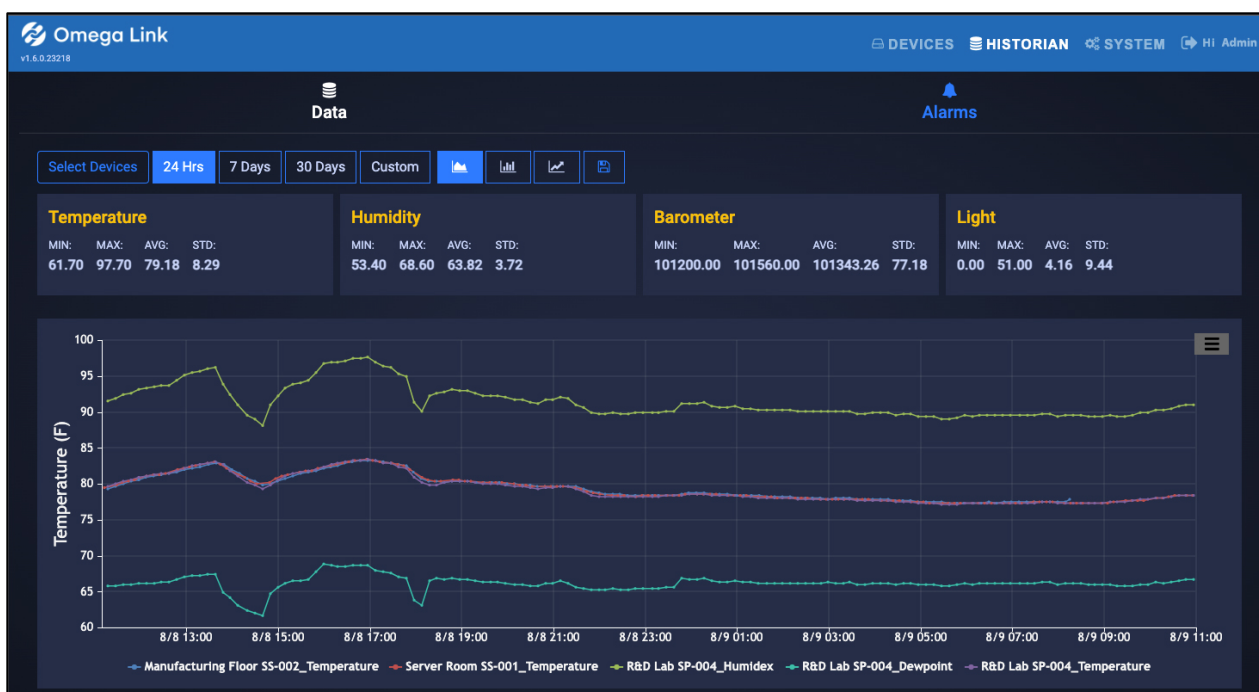 Omega Link
v1.6.0.23218
DEVICES HISTORIAN SYSTEM Hi Admin
Data Alarms
Select Devices 24 Hrs 7 Days 30 Days Custom
Temperature
MIN: MAX: AVG: STD:
61.70 97.70 79.18 8.29
Humidity
MIN: MAX: AVG: STD:
53.40 68.60 63.82 3.72
Barometer
MIN: MAX: AVG: STD:
101200.00 101560.00 101343.26 77.18
Light
MIN: MAX: AVG: STD:
0.00 51.00 4.16 9.44
Temperature (F)
100
95
90
85
80
75
70
65
60
8/8 13:00 8/8 15:00 8/8 17:00 8/8 19:00 8/8 21:00 8/8 23:00 8/9 01:00 8/9 03:00 8/9 05:00 8/9 07:00 8/9 09:00 8/9 11:00
Manufacturing Floor SS-002_Temperature Server Room SS-001_Temperature R&D Lab SP-004_Humidex R&D Lab SP-004_Dewpoint R&D Lab SP-004_Temperature